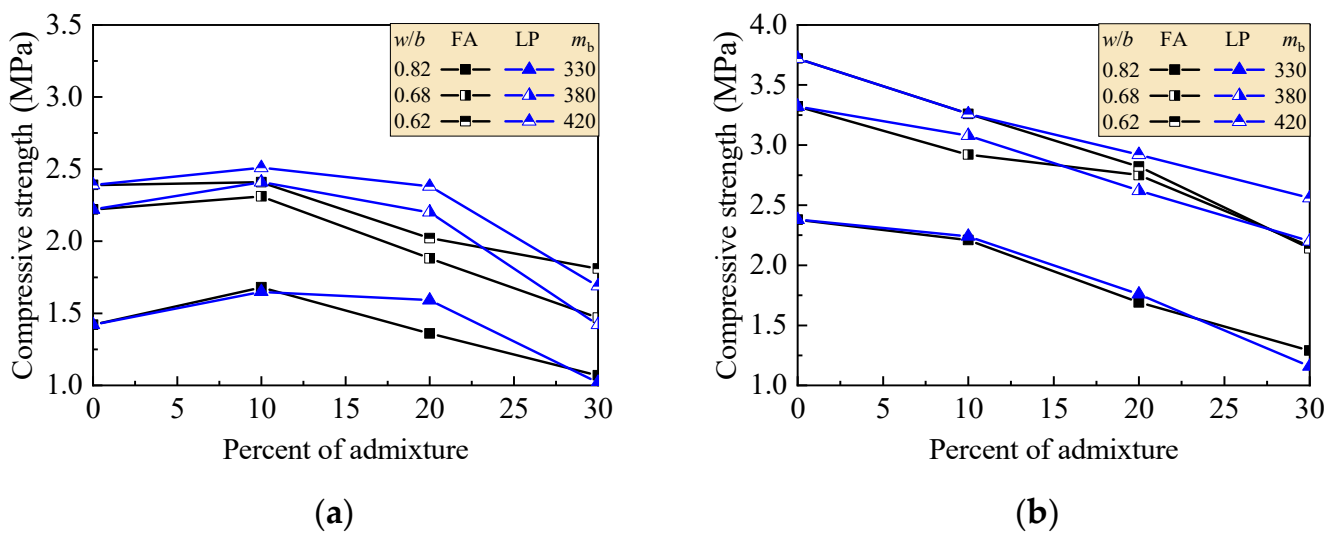 3.5
3.0
2.5
2.0
1.5
1.0
Compressive strength (MPa)
w/b FA LP mb
0.82 330
0.68 380
0.62 420
0 5 10 15 20 25 30
Percent of admixture
(a)
4.0
3.5
3.0
2.5
2.0
1.5
1.0
Compressive strength (MPa)
w/b FA LP mb
0.82 330
0.68 380
0.62 420
0 5 10 15 20 25 30
Percent of admixture
(b)